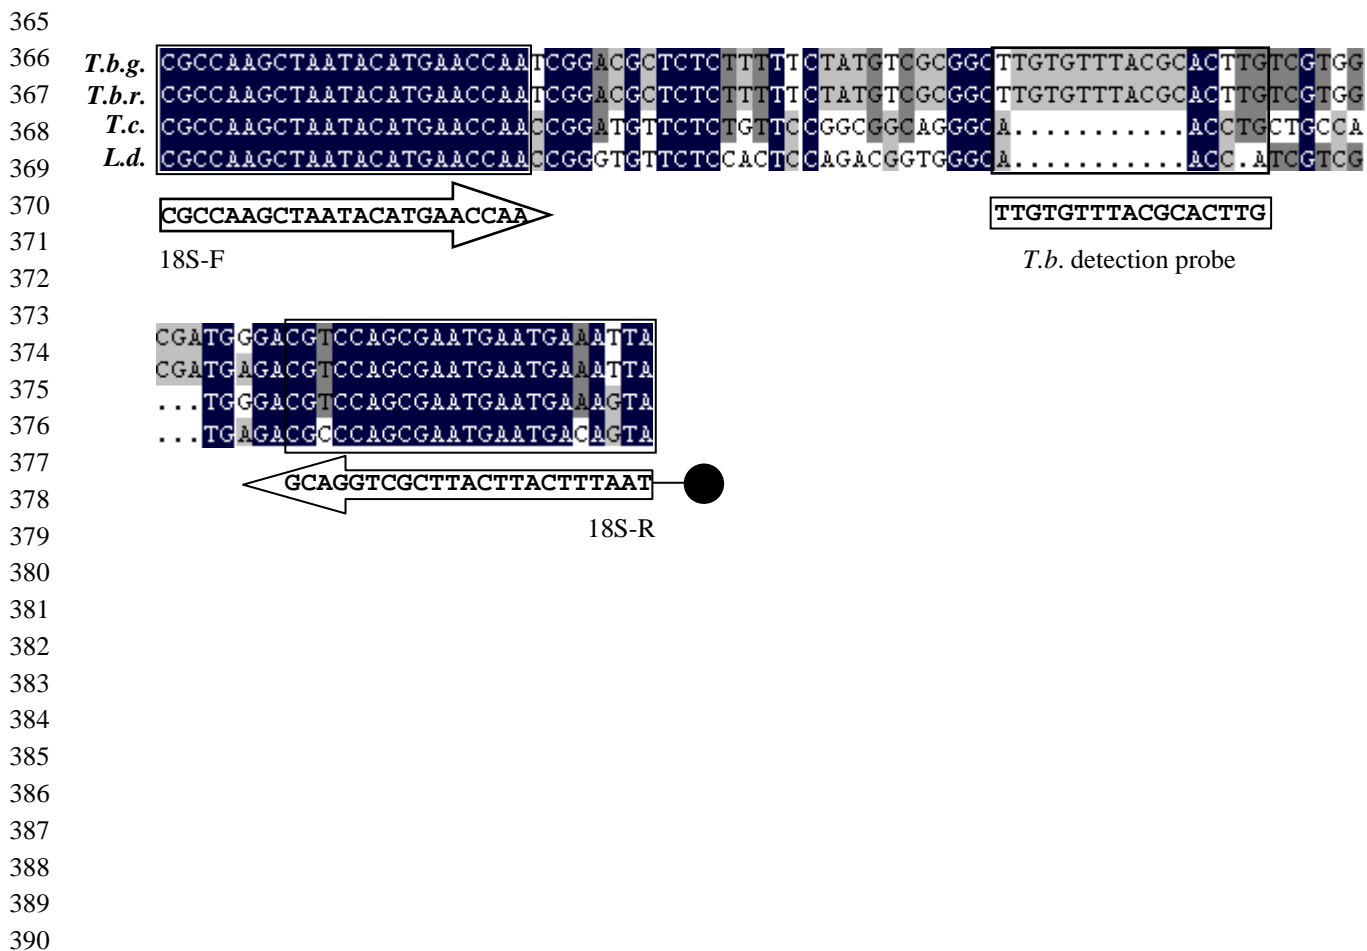 365
366 T.b.g. CGCCAAGCTAATACATGAACCAATCGGACGCTCTCTTTTTCTATGTCGCGGCTTGTGTTTACGCACTTGTCGTGG
367 T.b.r. CGCCAAGCTAATACATGAACCAATCGGACGCTCTCTTTTTCTATGTCGCGGCTTGTGTTTACGCACTTGTCGTGG
368 T.c. CGCCAAGCTAATACATGAACCAACCGGATGTTCTCTGTTCCGGCGGCAGGGCA...........ACCTGCTGCCA
369 L.d. CGCCAAGCTAATACATGAACCAACCGGGTGTTCTCCACTCCAGACGGTGGGCA...........ACC.ATCGTCG
370 CGCCAAGCTAATACATGAACCAA TTGTGTTTACGCACTTG
371
18S-F T.b. detection probe
372
373
CGATGGGACGTCCAGCGAATGAATGAAATTA
374
CGATGAGACGTCCAGCGAATGAATGAAATTA
375
...TGGGACGTCCAGCGAATGAATGAAAGTA
376
...TGAGACGCCCAGCGAATGAATGACAGTA
377
GCAGGTCGCTTACTTACTTTAAT
378
18S-R
379
380
381
382
383
384
385
386
387
388
389
390